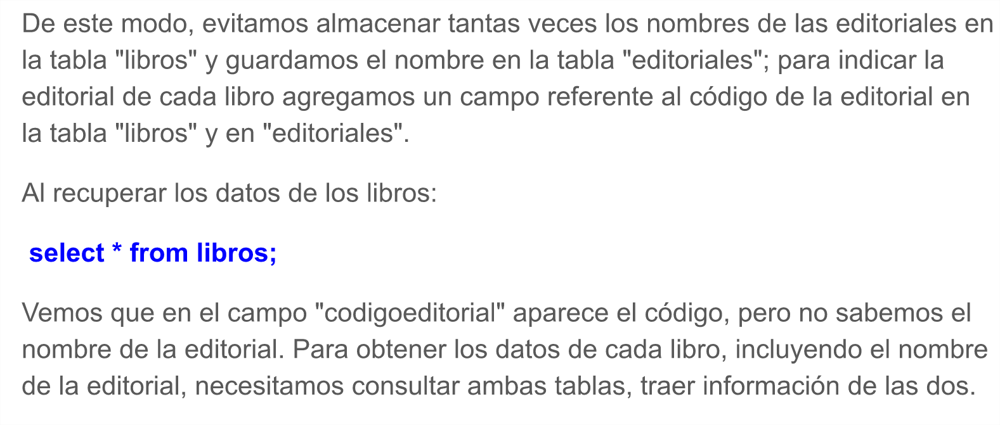 De este modo, evitamos almacenar tantas veces los nombres de las editoriales en
la tabla "libros" y guardamos el nombre en la tabla "editoriales"; para indicar la
editorial de cada libro agregamos un campo referente al código de la editorial en
la tabla "libros" y en "editoriales".
Al recuperar los datos de los libros:
select * from libros;
Vemos que en el campo "codigoeditorial" aparece el código, pero no sabemos el
nombre de la editorial. Para obtener los datos de cada libro, incluyendo el nombre
de la editorial, necesitamos consultar ambas tablas, traer información de las dos.